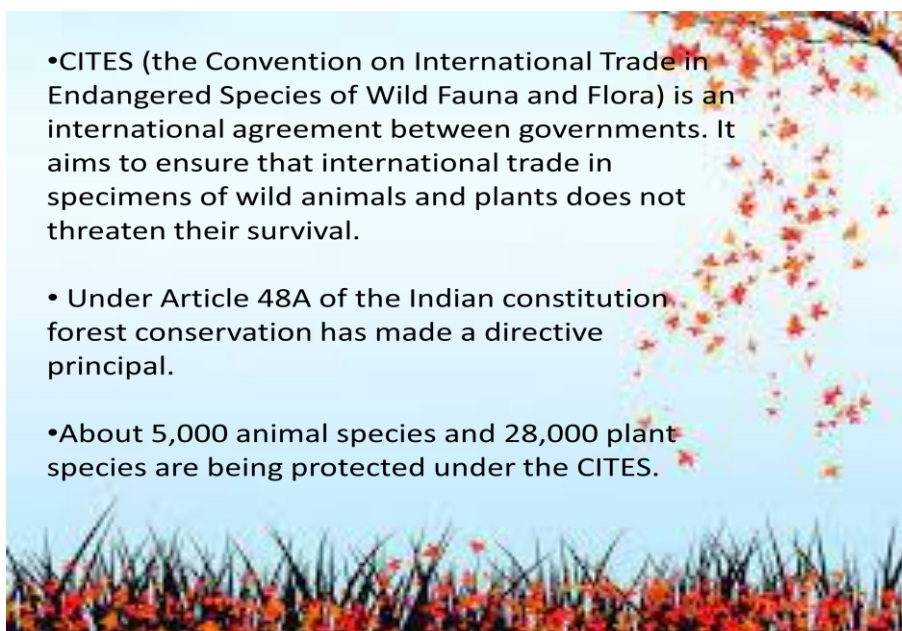 •CITES (the Convention on International Trade in
Endangered Species of Wild Fauna and Flora) is an
international agreement between governments. It
aims to ensure that international trade in
specimens of wild animals and plants does not
threaten their survival.
• Under Article 48A of the Indian constitution
forest conservation has made a directive
principal.
•About 5,000 animal species and 28,000 plant
species are being protected under the CITES.